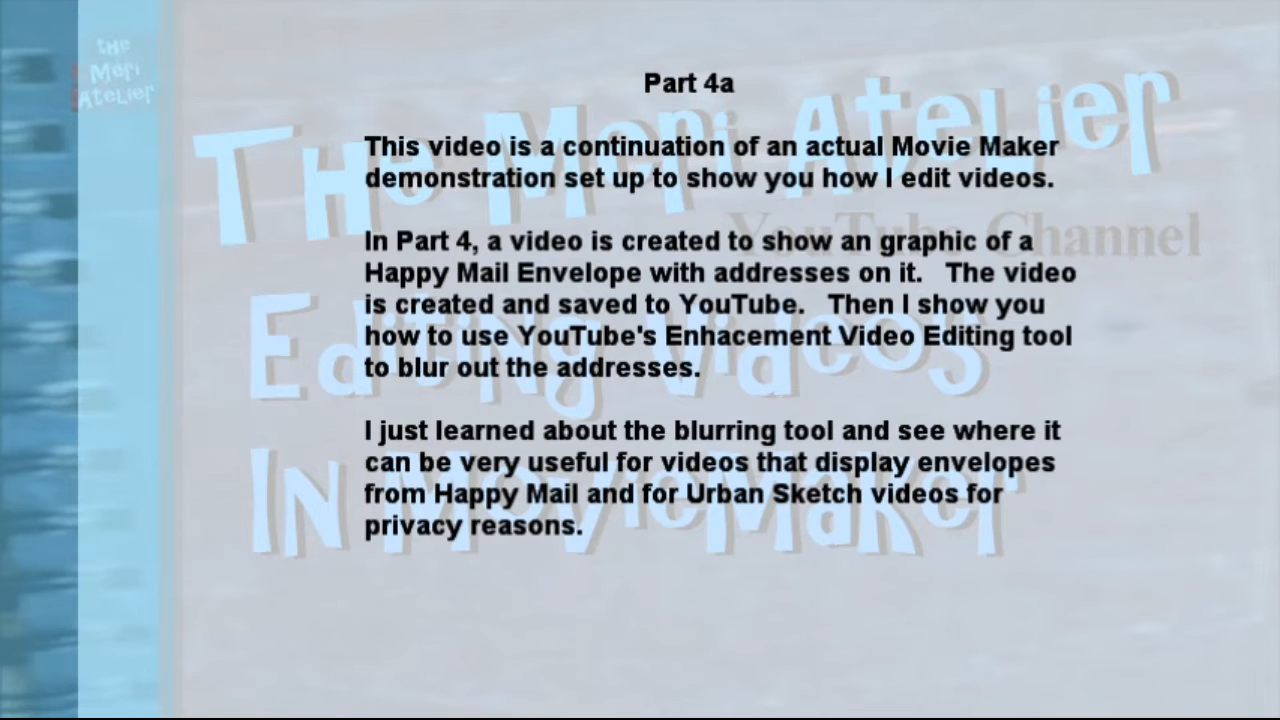 the
Meri
Atelier
The Meri Atelier
YouTube Channel
Editing Videos
In MovieMaker
Part 4a
This video is a continuation of an actual Movie Maker
demonstration set up to show you how I edit videos.
In Part 4, a video is created to show an graphic of a
Happy Mail Envelope with addresses on it.   The video
is created and saved to YouTube.   Then I show you
how to use YouTube's Enhacement Video Editing tool
to blur out the addresses.
I just learned about the blurring tool and see where it
can be very useful for videos that display envelopes
from Happy Mail and for Urban Sketch videos for
privacy reasons.